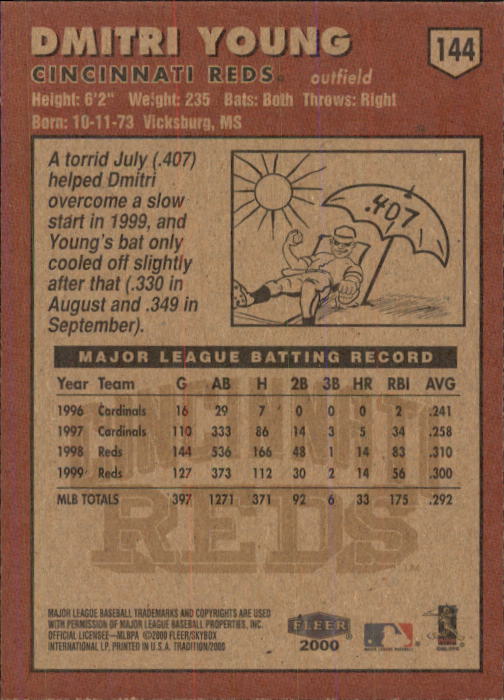 DMITRI YOUNG
144
CINCINNATI REDS® outfield
Height: 6'2" Weight: 235 Bats: Both Throws: Right
Born: 10-11-73 Vicksburg, MS
A torrid July (.407)
helped Dmitri
overcome a slow
start in 1999, and
Young's bat only
cooled off slightly
after that (.330 in
August and .349 in
September).
.407
MAJOR LEAGUE BATTING RECORD
Year Team G AB H 2B 3B HR RBI AVG
1996 Cardinals 16 29 7 0 0 0 2 .241
1997 Cardinals 110 333 86 14 3 5 34 .258
1998 Reds 144 536 166 48 1 14 83 .310
1999 Reds 127 373 112 30 2 14 56 .300
MLB TOTALS 397 1271 371 92 6 33 175 .292
CINCINNATI
REDS™
MAJOR LEAGUE BASEBALL TRADEMARKS AND COPYRIGHTS ARE USED
WITH PERMISSION OF MAJOR LEAGUE BASEBALL PROPERTIES, INC.
OFFICIAL LICENSEE—MLBPA ©2000 FLEER/SKYBOX
INTERNATIONAL LP. PRINTED IN U.S.A. TRADITION/2000
FLEER
2000
MAJOR LEAGUE BASEBALL